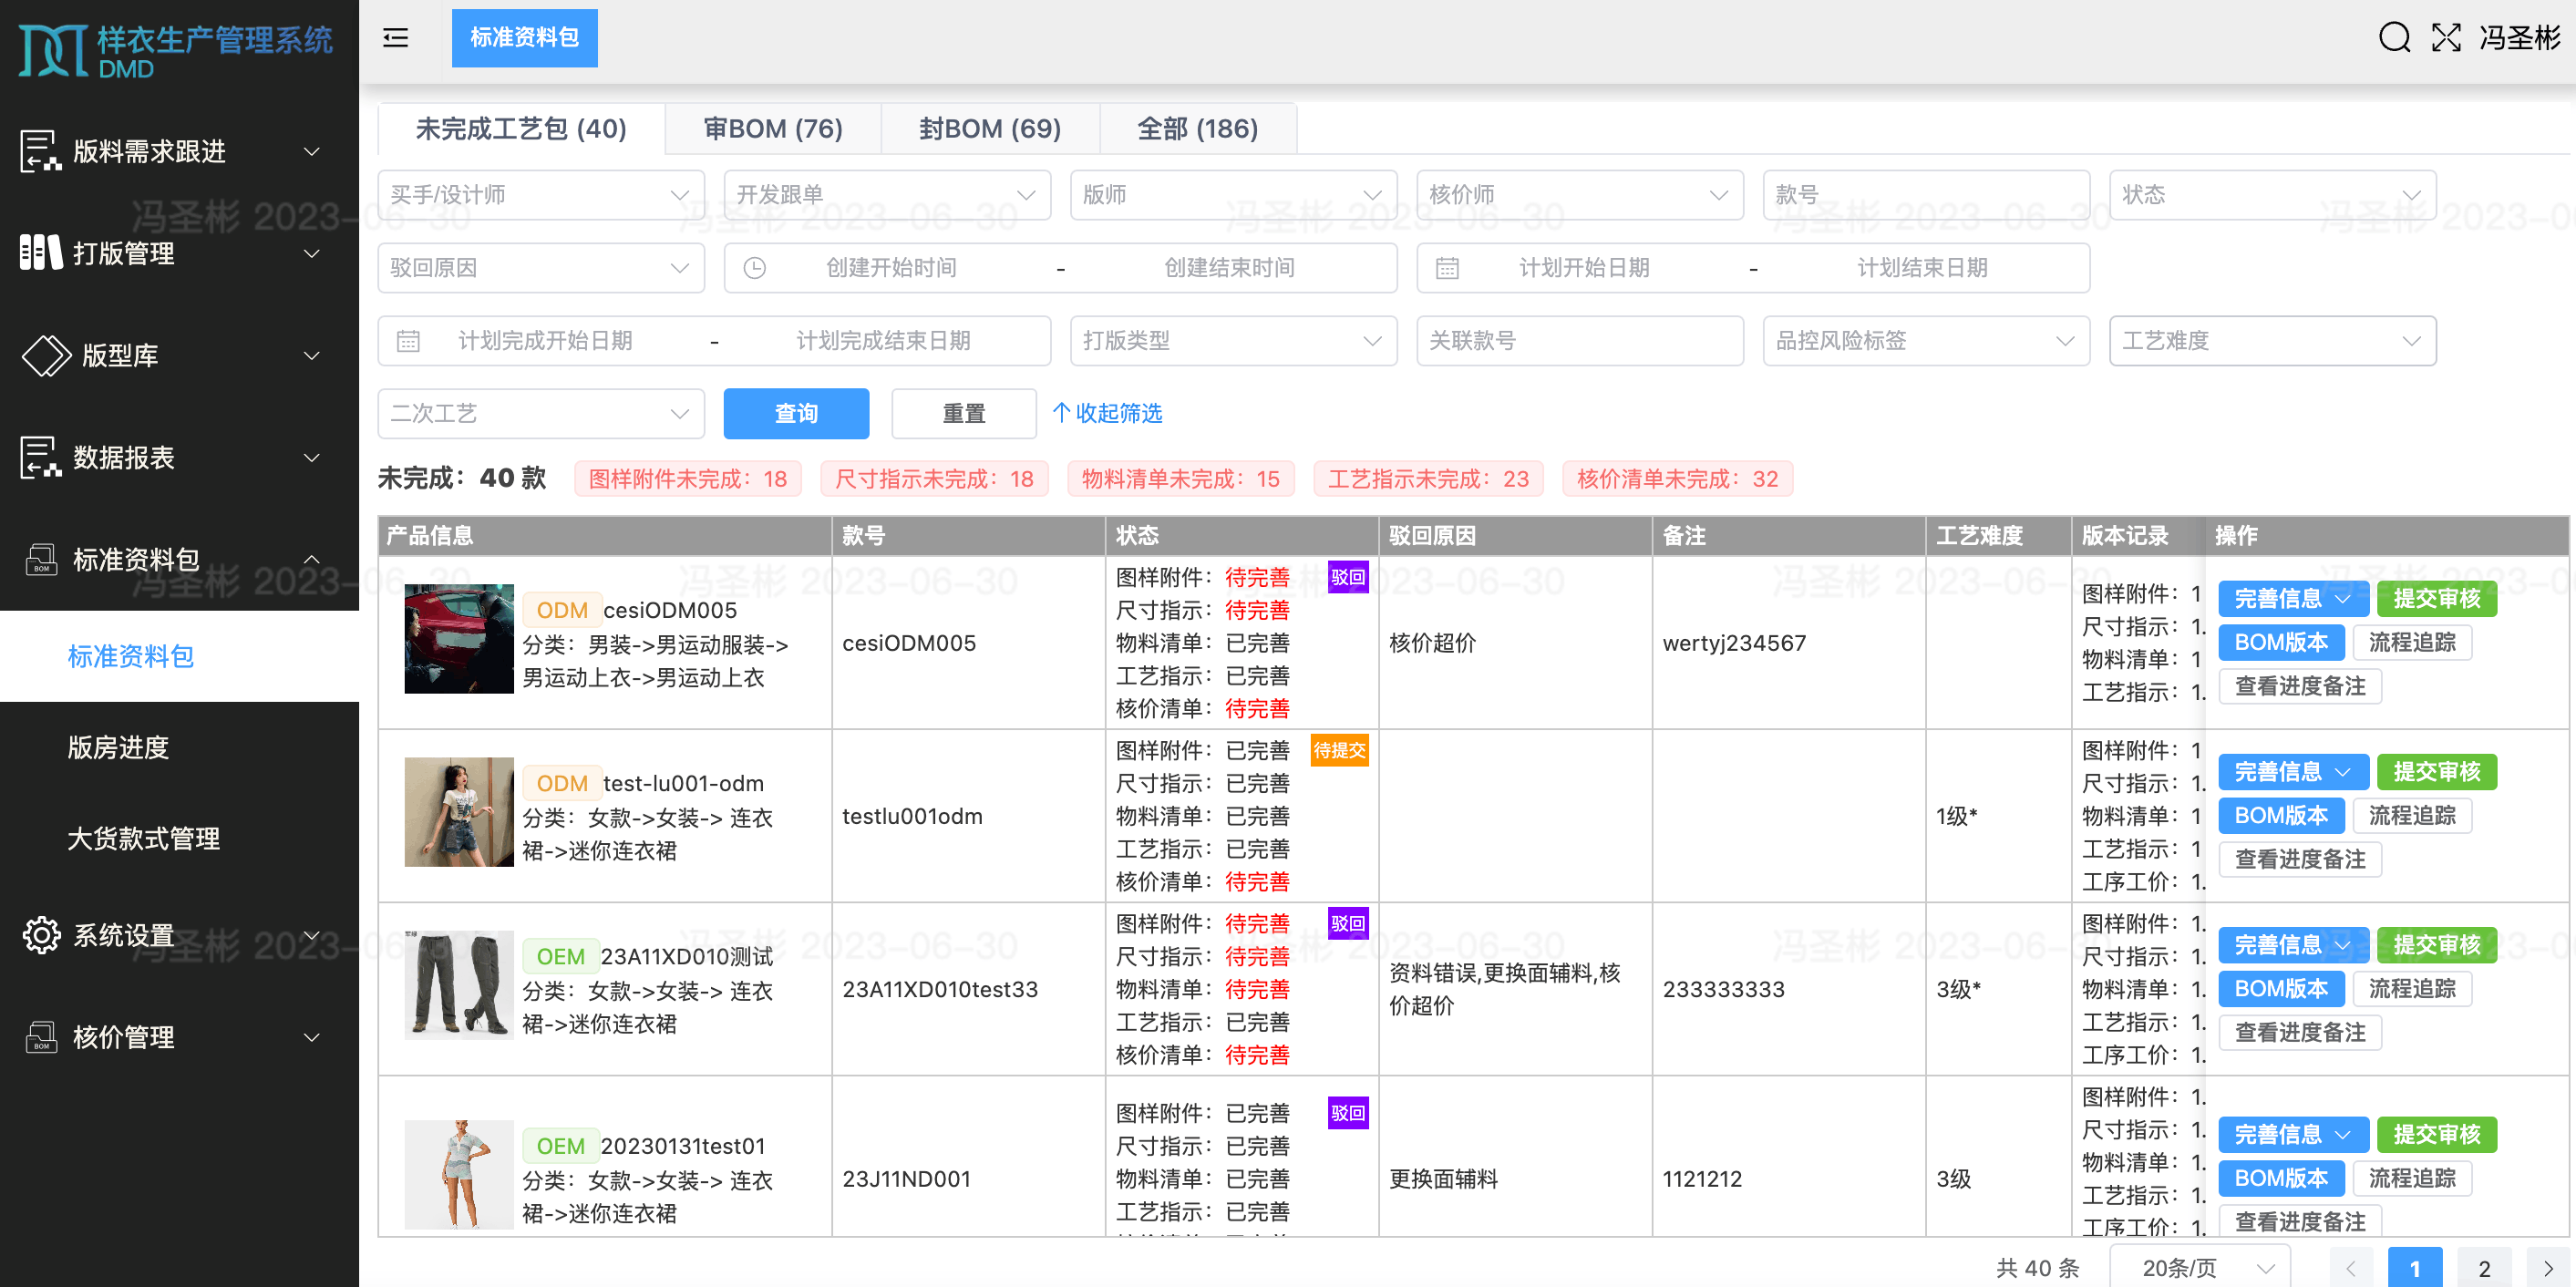 样衣生产管理系统
DMD
标准资料包
冯圣彬
版料需求跟进
打版管理
版型库
数据报表
标准资料包
标准资料包
版房进度
大货款式管理
系统设置
核价管理
未完成工艺包 (40)
审BOM (76)
封BOM (69)
全部 (186)
买手/设计师
开发跟单
版师
核价师
款号
状态
驳回原因
创建开始时间 - 创建结束时间
计划开始日期 - 计划结束日期
计划完成开始日期 - 计划完成结束日期
打版类型
关联款号
品控风险标签
工艺难度
二次工艺
查询
重置
收起筛选
未完成：40 款
图样附件未完成：18
尺寸指示未完成：18
物料清单未完成：15
工艺指示未完成：23
核价清单未完成：32
产品信息
款号
状态
驳回原因
备注
工艺难度
版本记录
操作
ODM cesiODM005
分类：男装->男运动服装->
男运动上衣->男运动上衣
cesiODM005
图样附件：待完善
驳回
尺寸指示：待完善
物料清单：已完善
工艺指示：已完善
核价清单：待完善
核价超价
wertyj234567
图样附件：1
尺寸指示：1.
物料清单：1
工艺指示：1.
完善信息
提交审核
BOM版本
流程追踪
查看进度备注
ODM test-lu001-odm
分类：女款->女装-> 连衣
裙->迷你连衣裙
testlu001odm
图样附件：已完善
待提交
尺寸指示：已完善
物料清单：已完善
工艺指示：已完善
核价清单：待完善
1级*
图样附件：1
尺寸指示：1.
物料清单：1
工艺指示：1
工序工价：1.
完善信息
提交审核
BOM版本
流程追踪
查看进度备注
OEM 23A11XD010测试
分类：女款->女装-> 连衣
裙->迷你连衣裙
23A11XD010test33
图样附件：待完善
驳回
尺寸指示：待完善
物料清单：待完善
工艺指示：已完善
核价清单：待完善
资料错误,更换面辅料,核
价超价
233333333
3级*
图样附件：1.
尺寸指示：1.
物料清单：1.
工艺指示：1.
工序工价：1.
完善信息
提交审核
BOM版本
流程追踪
查看进度备注
OEM 20230131test01
分类：女款->女装-> 连衣
裙->迷你连衣裙
23J11ND001
图样附件：已完善
驳回
尺寸指示：已完善
物料清单：已完善
工艺指示：已完善
更换面辅料
1121212
3级
图样附件：1.
尺寸指示：1.
物料清单：1.
工艺指示：1.
工序工价：1.
完善信息
提交审核
BOM版本
流程追踪
查看进度备注
共 40 条
20条/页
1
2
冯圣彬 2023-06-30